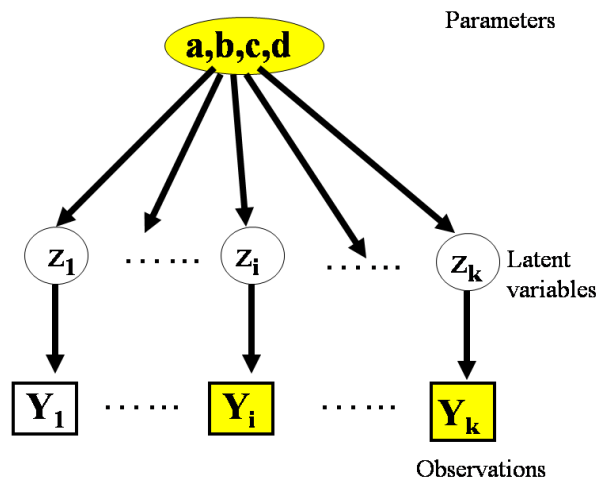 Parameters
a,b,c,d
z₁ ...... zᵢ ...... zₖ Latent
variables
Y₁ ...... Yᵢ ...... Yₖ
Observations